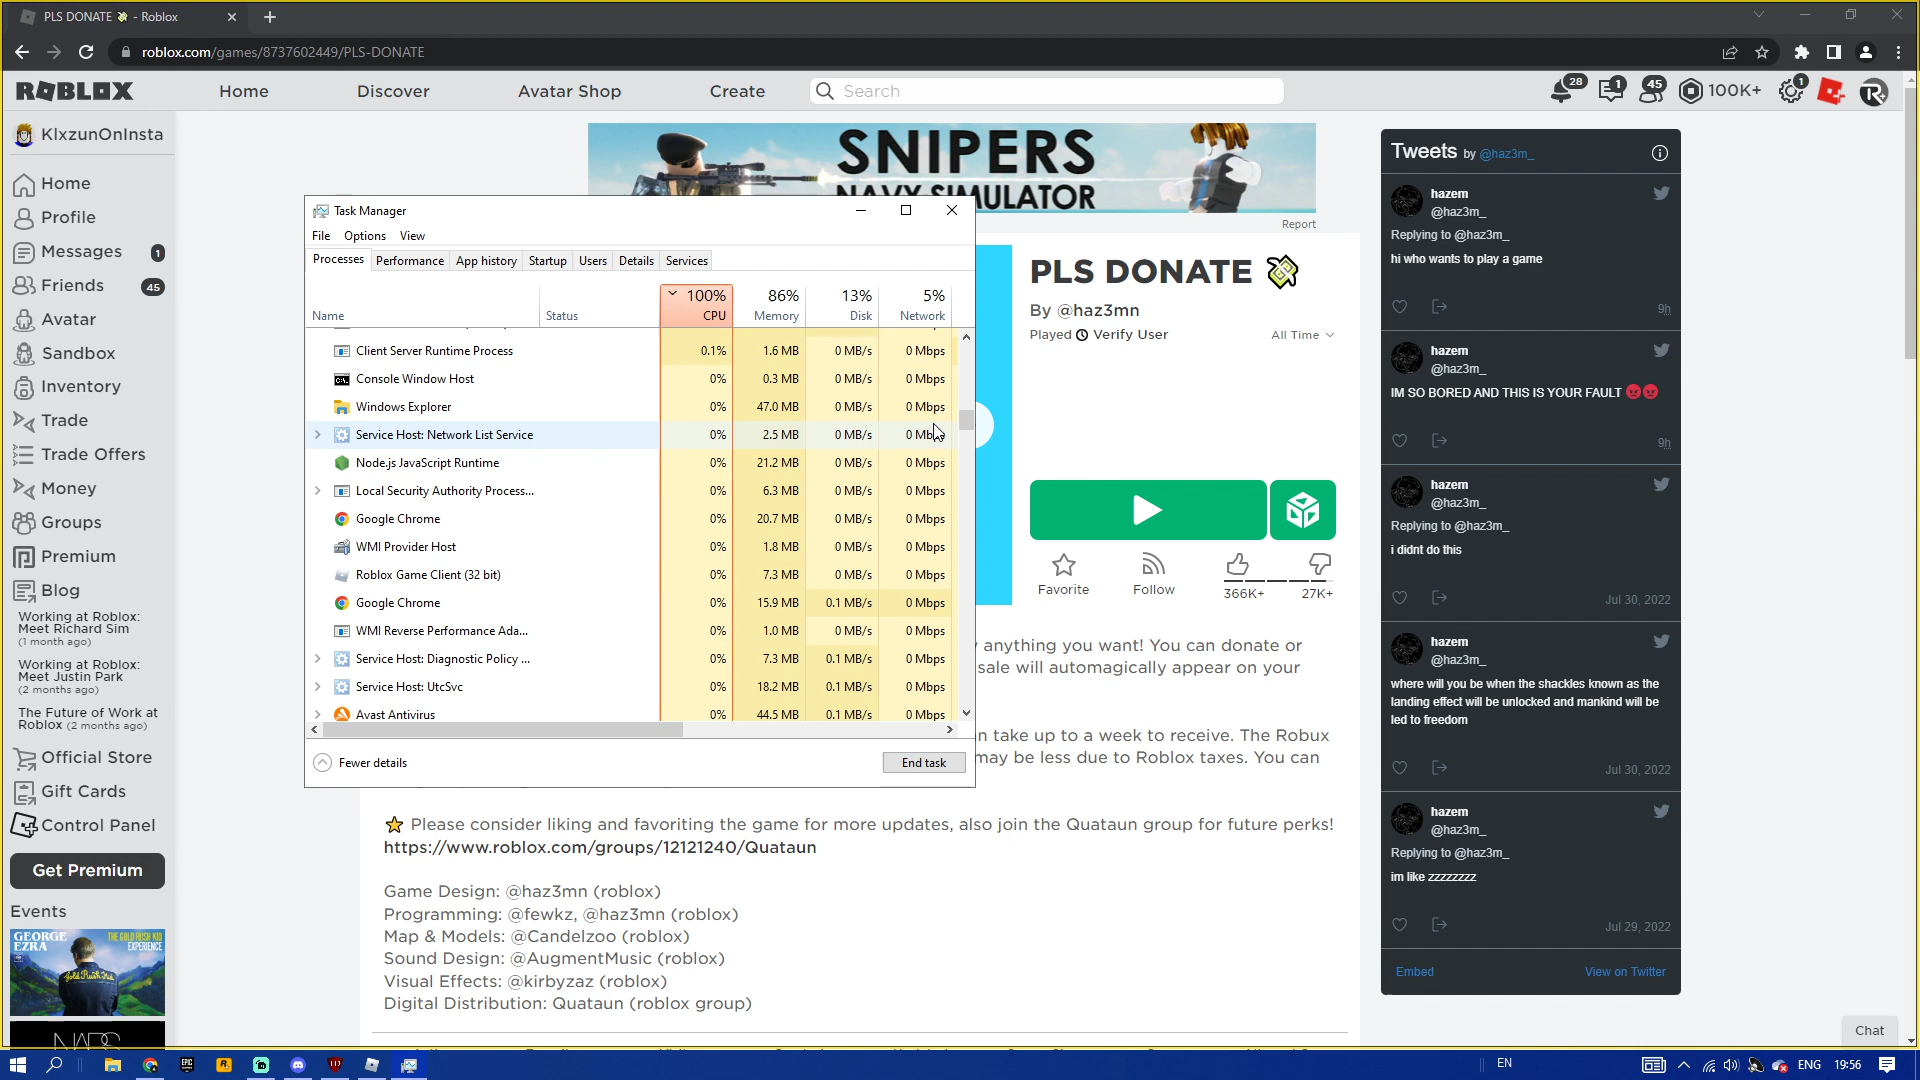 PLS DONATE 💸 - Roblox
roblox.com/games/8737602449/PLS-DONATE
ROBLOX
Home
Discover
Avatar Shop
Create
Search
28
1
45
100K+
1
KlxzunOnInsta
Home
Profile
Messages 1
Friends 45
Avatar
Sandbox
Inventory
Trade
Trade Offers
Money
Groups
Premium
Blog
Working at Roblox:
Meet Richard Sim
(1 month ago)
Working at Roblox:
Meet Justin Park
(2 months ago)
The Future of Work at
Roblox (2 months ago)
Official Store
Gift Cards
Control Panel
Get Premium
Events
GEORGE
EZRA
THE GOLD RUSH KID
EXPERIENCE
Gold Rush Kid
SNIPERS
NAVY SIMULATOR
Report
Task Manager
File Options View
Processes Performance App history Startup Users Details Services
100% 86% 13% 5%
Name Status CPU Memory Disk Network
Client Server Runtime Process 0.1% 1.6 MB 0 MB/s 0 Mbps
Console Window Host 0% 0.3 MB 0 MB/s 0 Mbps
Windows Explorer 0% 47.0 MB 0 MB/s 0 Mbps
Service Host: Network List Service 0% 2.5 MB 0 MB/s 0 Mbps
Node.js JavaScript Runtime 0% 21.2 MB 0 MB/s 0 Mbps
Local Security Authority Process... 0% 6.3 MB 0 MB/s 0 Mbps
Google Chrome 0% 20.7 MB 0 MB/s 0 Mbps
WMI Provider Host 0% 1.8 MB 0 MB/s 0 Mbps
Roblox Game Client (32 bit) 0% 7.3 MB 0 MB/s 0 Mbps
Google Chrome 0% 15.9 MB 0.1 MB/s 0 Mbps
WMI Reverse Performance Ada... 0% 1.0 MB 0 MB/s 0 Mbps
Service Host: Diagnostic Policy ... 0% 7.3 MB 0.1 MB/s 0 Mbps
Service Host: UtcSvc 0% 18.2 MB 0.1 MB/s 0 Mbps
Avast Antivirus 0% 44.5 MB 0.1 MB/s 0 Mbps
Fewer details
End task
PLS DONATE 💸
By @haz3mn
Played Verify User
All Time
Favorite
Follow
366K+
27K+
anything you want! You can donate or
sale will automagically appear on your
n take up to a week to receive. The Robux
may be less due to Roblox taxes. You can
⭐ Please consider liking and favoriting the game for more updates, also join the Quataun group for future perks!
https://www.roblox.com/groups/12121240/Quataun
Game Design: @haz3mn (roblox)
Programming: @fewkz, @haz3mn (roblox)
Map & Models: @Candelzoo (roblox)
Sound Design: @AugmentMusic (roblox)
Visual Effects: @kirbyzaz (roblox)
Digital Distribution: Quataun (roblox group)
Tweets by @haz3m_
hazem
@haz3m_
Replying to @haz3m_
hi who wants to play a game
9h
hazem
@haz3m_
IM SO BORED AND THIS IS YOUR FAULT 😡😡
9h
hazem
@haz3m_
Replying to @haz3m_
i didnt do this
Jul 30, 2022
hazem
@haz3m_
where will you be when the shackles known as the
landing effect will be unlocked and mankind will be
led to freedom
Jul 30, 2022
hazem
@haz3m_
Replying to @haz3m_
im like zzzzzzzz
Jul 29, 2022
Embed
View on Twitter
Chat
EPIC
EN
ENG
19:56